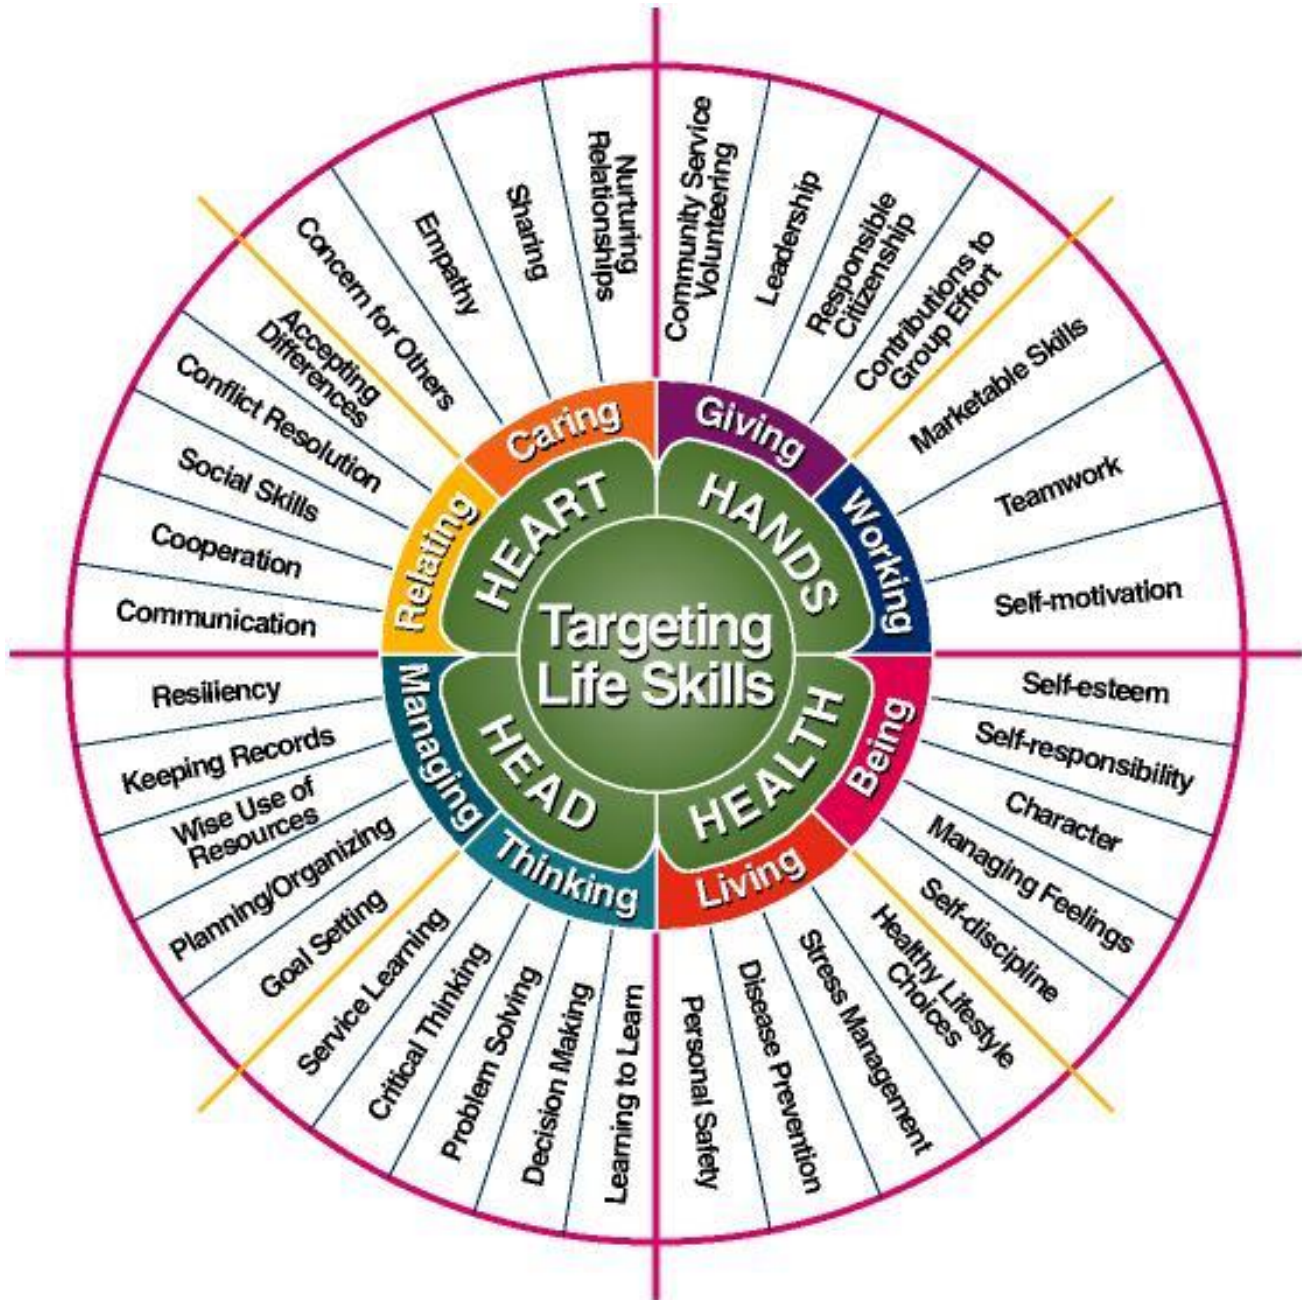 Targeting
Life Skills
HEART
Caring
Concern for Others
Empathy
Sharing
Nurturing
Relationships
HANDS
Giving
Community Service
Volunteering
Leadership
Responsible
Citizenship
Contributions to
Group Effort
Working
Marketable Skills
Teamwork
Self-motivation
HEALTH
Being
Self-esteem
Self-responsibility
Character
Managing Feelings
Self-discipline
Living
Healthy Lifestyle
Choices
Stress Management
Disease Prevention
Personal Safety
HEAD
Thinking
Learning to Learn
Decision Making
Problem Solving
Critical Thinking
Service Learning
Managing
Goal Setting
Planning/Organizing
Wise Use of
Resources
Keeping Records
Resiliency
Relating
Communication
Cooperation
Social Skills
Conflict Resolution
Accepting
Differences